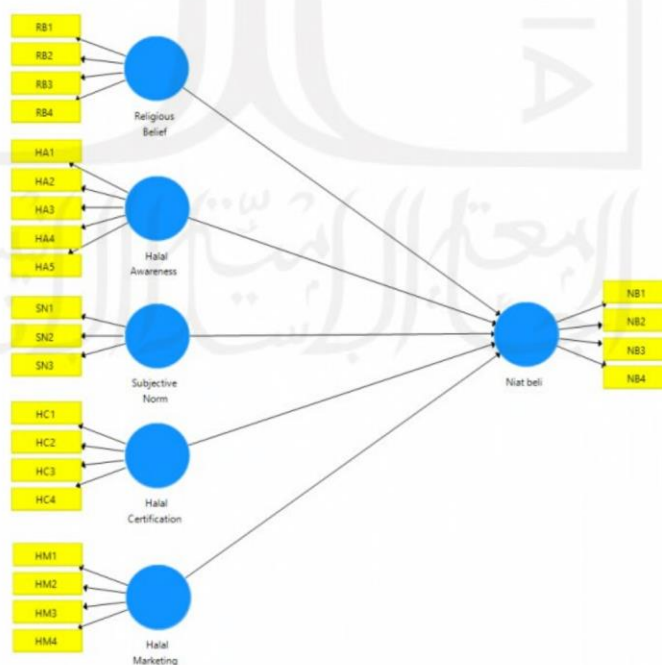 RB1
RB2
RB3
RB4
Religious
Belief
HA1
HA2
HA3
HA4
HA5
Halal
Awareness
SN1
SN2
SN3
Subjective
Norm
HC1
HC2
HC3
HC4
Halal
Certification
HM1
HM2
HM3
HM4
Halal
Marketing
NB1
NB2
NB3
NB4
Niat beli